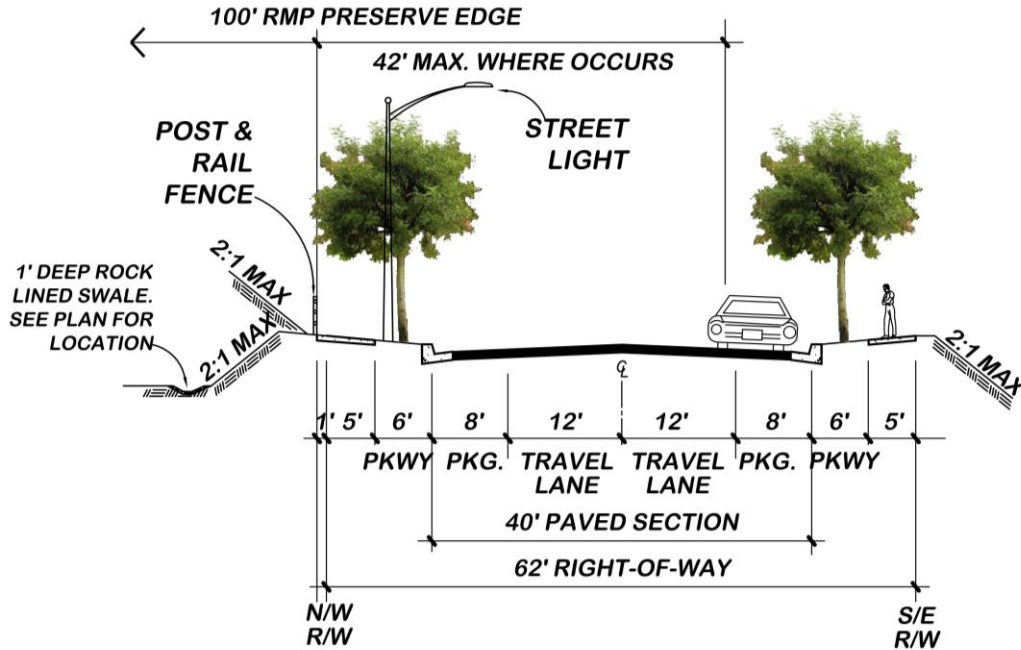 100' RMP PRESERVE EDGE
42' MAX. WHERE OCCURS
POST &
RAIL
FENCE
STREET
LIGHT
2:1 MAX
1' DEEP ROCK
LINED SWALE.
SEE PLAN FOR
LOCATION
2:1 MAX
2:1 MAX
℄
1' 5' 6' 8' 12' 12' 8' 6' 5'
PKWY PKG. TRAVEL LANE TRAVEL LANE PKG. PKWY
40' PAVED SECTION
62' RIGHT-OF-WAY
N/W
R/W
S/E
R/W